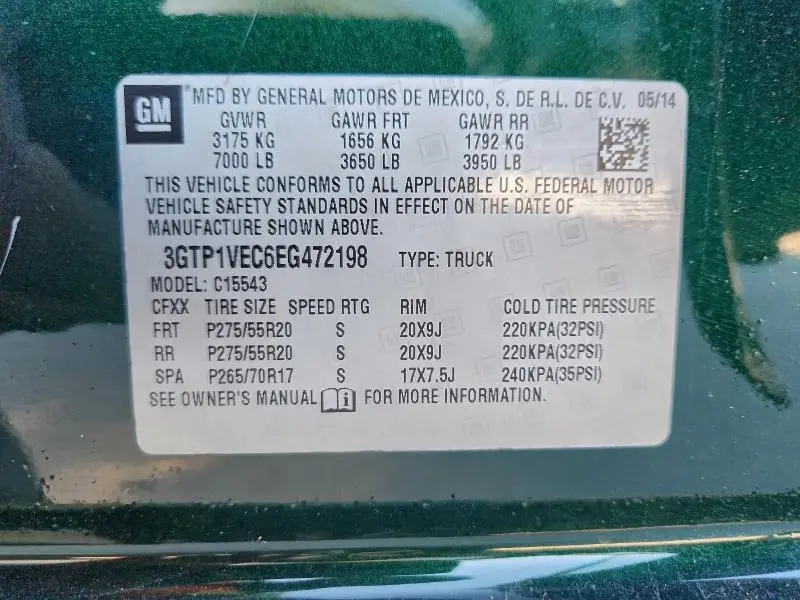 GM
MFD BY GENERAL MOTORS DE MEXICO, S. DE R.L. DE C.V. 05/14
GVWR GAWR FRT GAWR RR
3175 KG 1656 KG 1792 KG
7000 LB 3650 LB 3950 LB
THIS VEHICLE CONFORMS TO ALL APPLICABLE U.S. FEDERAL MOTOR
VEHICLE SAFETY STANDARDS IN EFFECT ON THE DATE OF
MANUFACTURE SHOWN ABOVE.
3GTP1VEC6EG472198 TYPE: TRUCK
MODEL: C15543
CFXX TIRE SIZE SPEED RTG RIM COLD TIRE PRESSURE
FRT P275/55R20 S 20X9J 220KPA(32PSI)
RR P275/55R20 S 20X9J 220KPA(32PSI)
SPA P265/70R17 S 17X7.5J 240KPA(35PSI)
SEE OWNER'S MANUAL i FOR MORE INFORMATION.